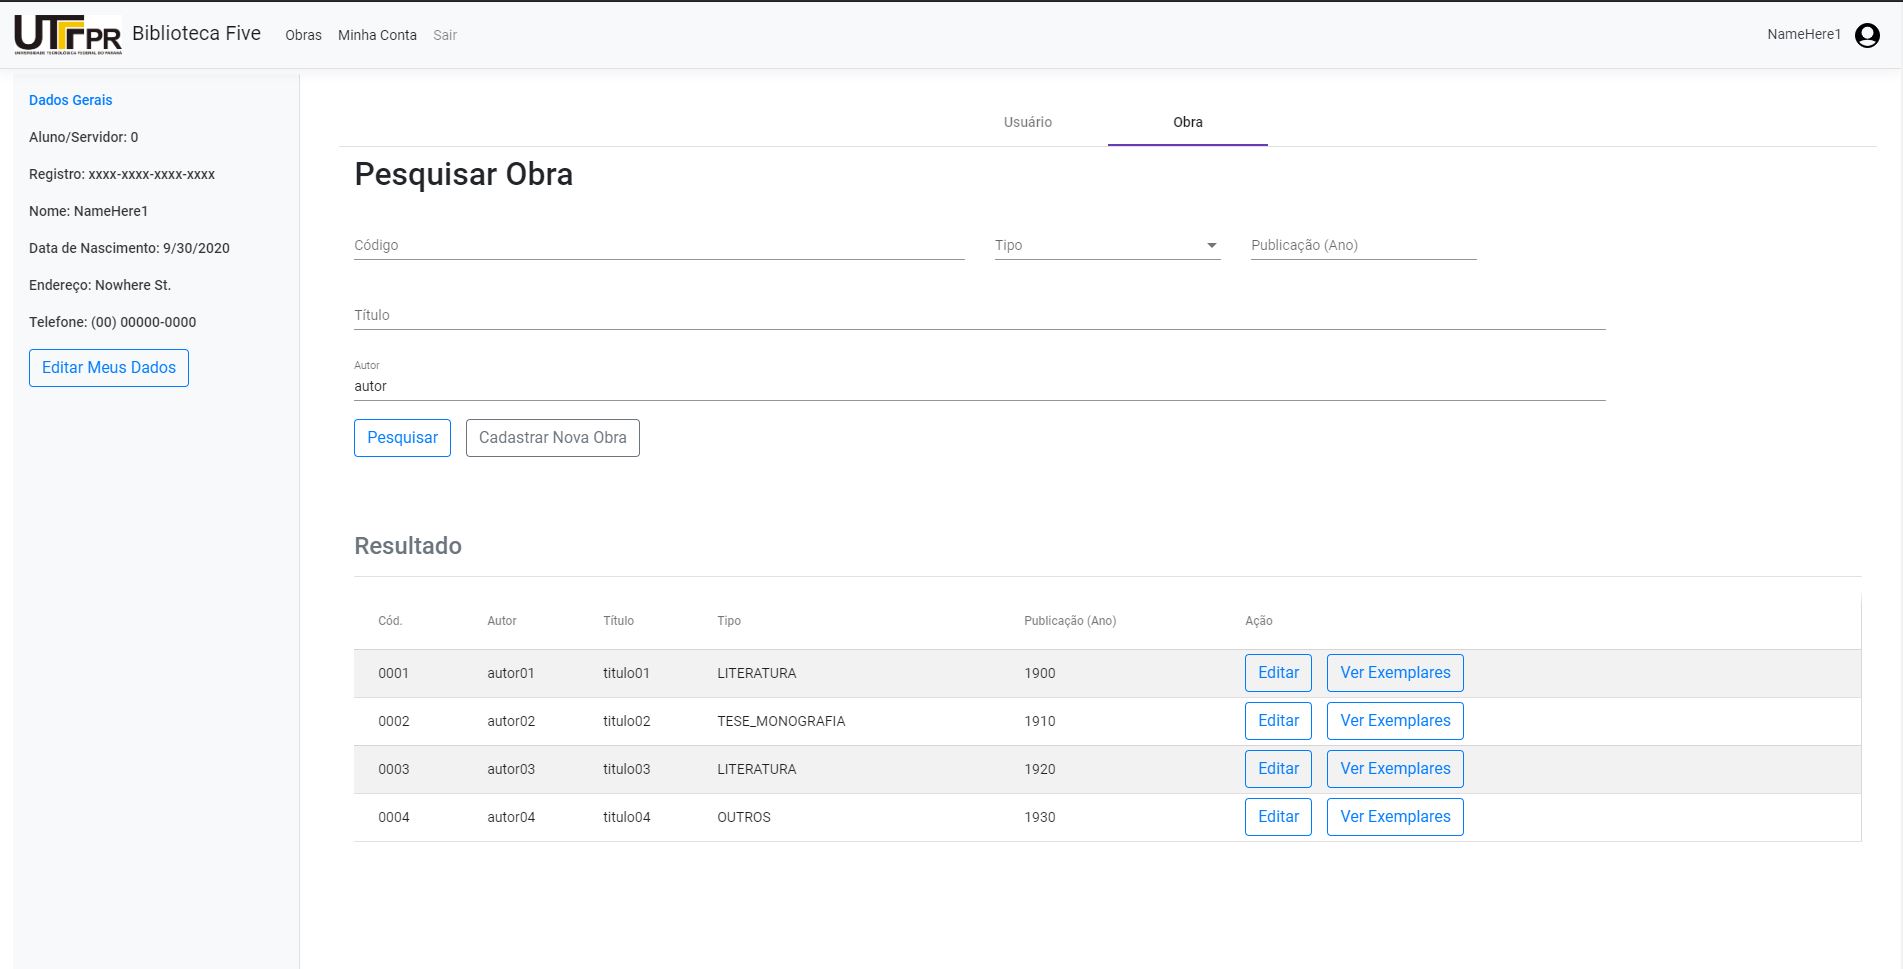 UTFPR Biblioteca Five Obras Minha Conta Sair NameHere1
UNIVERSIDADE TECNOLÓGICA FEDERAL DO PARANÁ
Dados Gerais
Aluno/Servidor: 0
Registro: xxxx-xxxx-xxxx-xxxx
Nome: NameHere1
Data de Nascimento: 9/30/2020
Endereço: Nowhere St.
Telefone: (00) 00000-0000
Editar Meus Dados
Usuário Obra
Pesquisar Obra
Código Tipo Publicação (Ano)
Título
Autor
autor
Pesquisar Cadastrar Nova Obra
Resultado
Cód. Autor Título Tipo Publicação (Ano) Ação
0001 autor01 titulo01 LITERATURA 1900 Editar Ver Exemplares
0002 autor02 titulo02 TESE_MONOGRAFIA 1910 Editar Ver Exemplares
0003 autor03 titulo03 LITERATURA 1920 Editar Ver Exemplares
0004 autor04 titulo04 OUTROS 1930 Editar Ver Exemplares